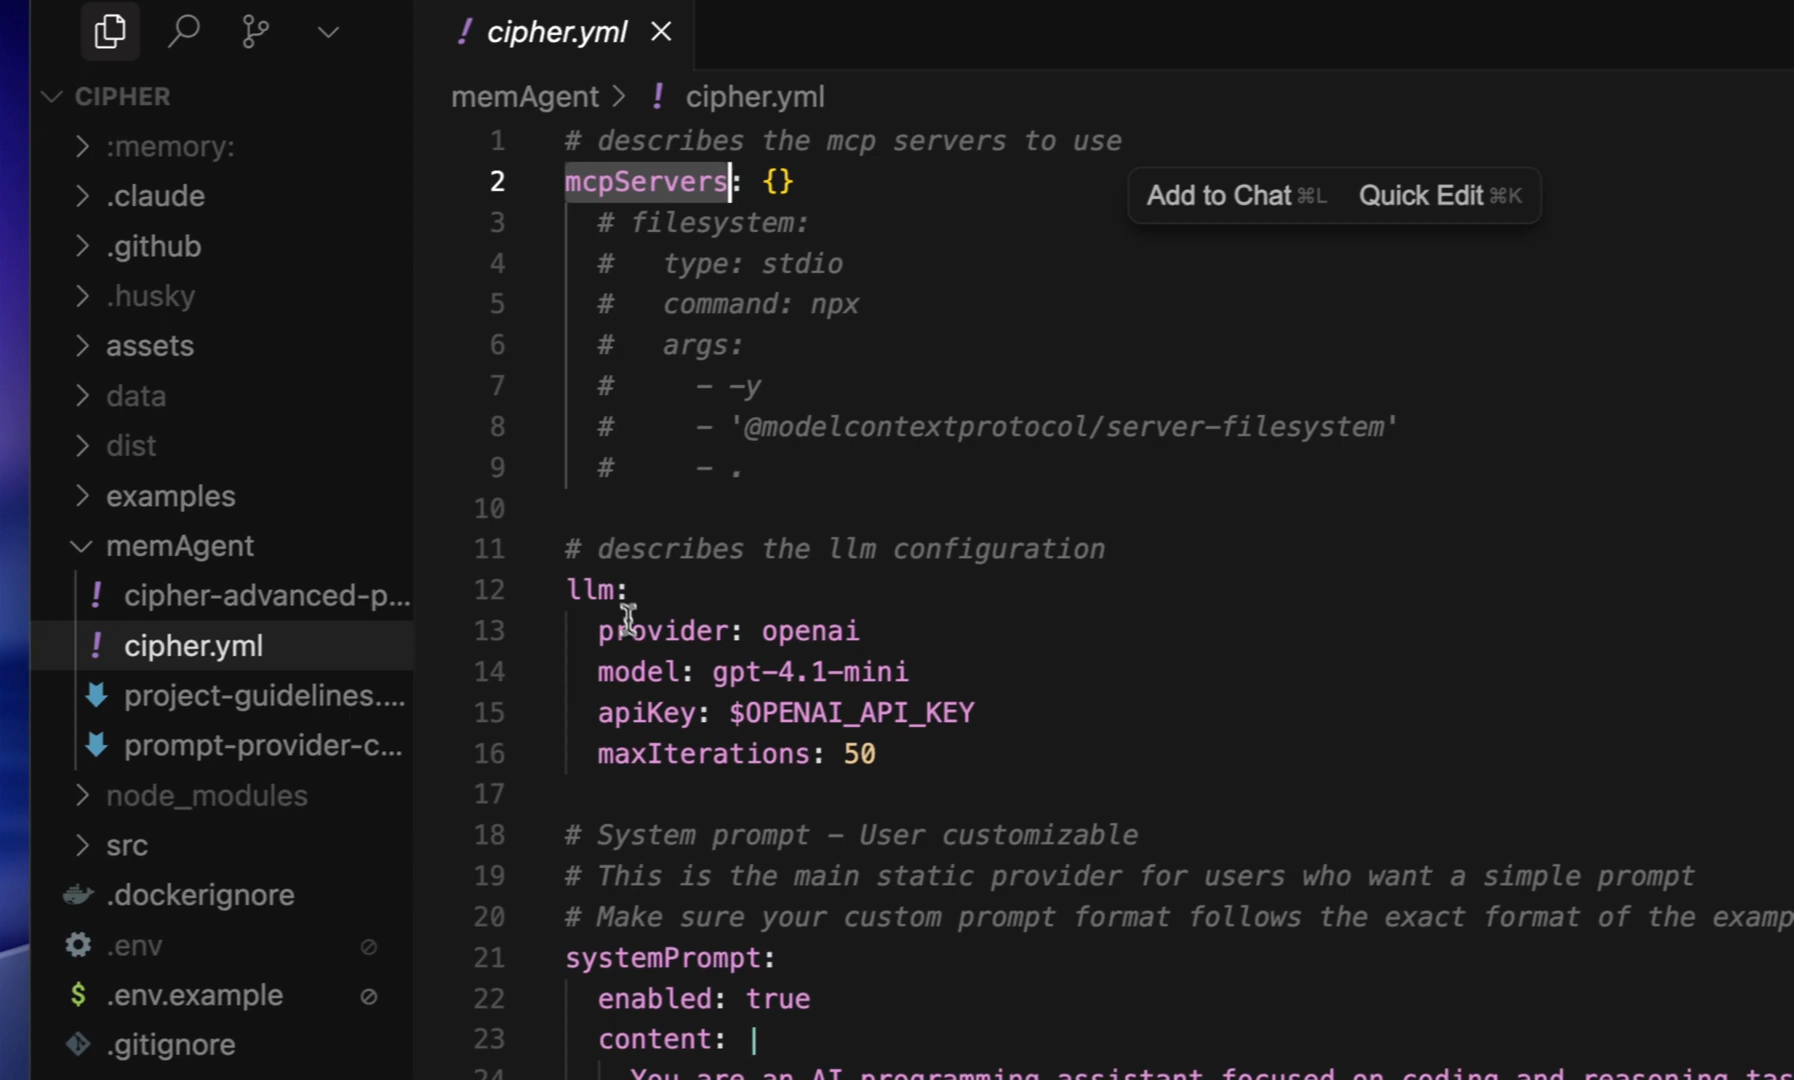 ! cipher.yml ×
CIPHER
:memory:
.claude
.github
.husky
assets
data
dist
examples
memAgent
! cipher-advanced-p...
! cipher.yml
project-guidelines....
prompt-provider-c...
node_modules
src
.dockerignore
.env
$ .env.example
.gitignore
memAgent > ! cipher.yml
1 # describes the mcp servers to use
2 mcpServers: {}
Add to Chat ⌘L Quick Edit ⌘K
3 # filesystem:
4 #   type: stdio
5 #   command: npx
6 #   args:
7 #     - -y
8 #     - '@modelcontextprotocol/server-filesystem'
9 #     - .
10
11 # describes the llm configuration
12 llm:
13 provider: openai
14 model: gpt-4.1-mini
15 apiKey: $OPENAI_API_KEY
16 maxIterations: 50
17
18 # System prompt - User customizable
19 # This is the main static provider for users who want a simple prompt
20 # Make sure your custom prompt format follows the exact format of the examp
21 systemPrompt:
22 enabled: true
23 content: |
24 You are an AI programming assistant focused on coding and reasoning tas